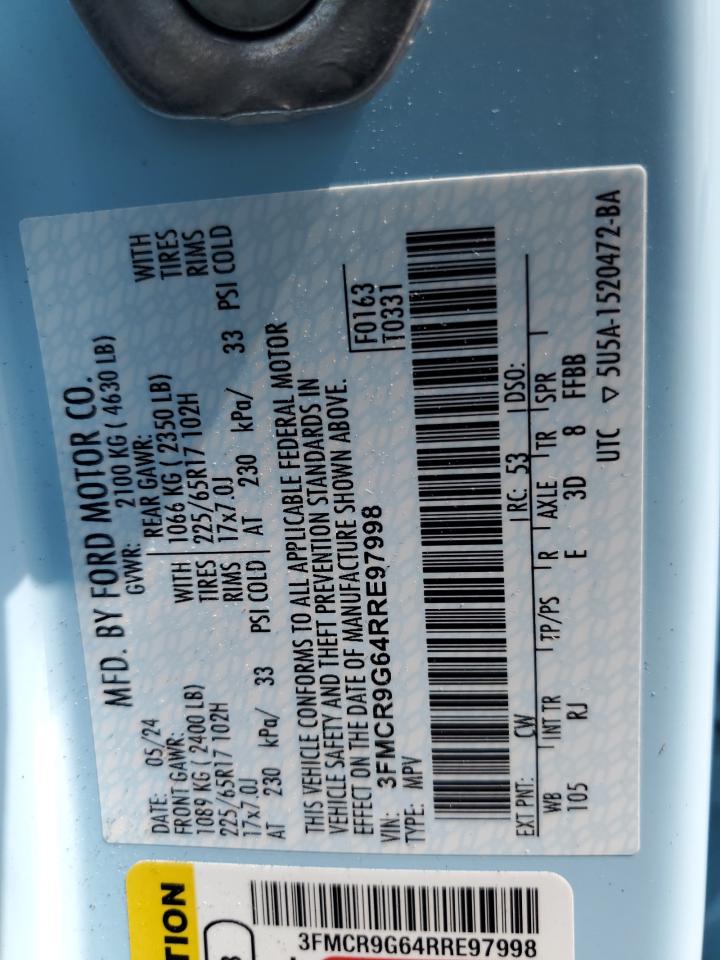 MFD. BY FORD MOTOR CO.
DATE: 05/24 GVWR: 2100 KG ( 4630 LB)
FRONT GAWR: REAR GAWR:
1089 KG ( 2400 LB) WITH 1066 KG ( 2350 LB) WITH
225/65R17 102H TIRES 225/65R17 102H TIRES
17x7.0J RIMS 17x7.0J RIMS
AT 230 kPa/ 33 PSI COLD AT 230 kPa/ 33 PSI COLD
THIS VEHICLE CONFORMS TO ALL APPLICABLE FEDERAL MOTOR
VEHICLE SAFETY AND THEFT PREVENTION STANDARDS IN
EFFECT ON THE DATE OF MANUFACTURE SHOWN ABOVE.
F0163
T0331
VIN: 3FMCR9G64RRE97998
TYPE: MPV
EXT PNT: CW RC: 53 DSO:
WB INT TR TP/PS R AXLE TR SPR
105 RJ E 3D 8 FFBB
UTC ▽ 5U5A-1520472-BA
TION
3FMCR9G64RRE97998